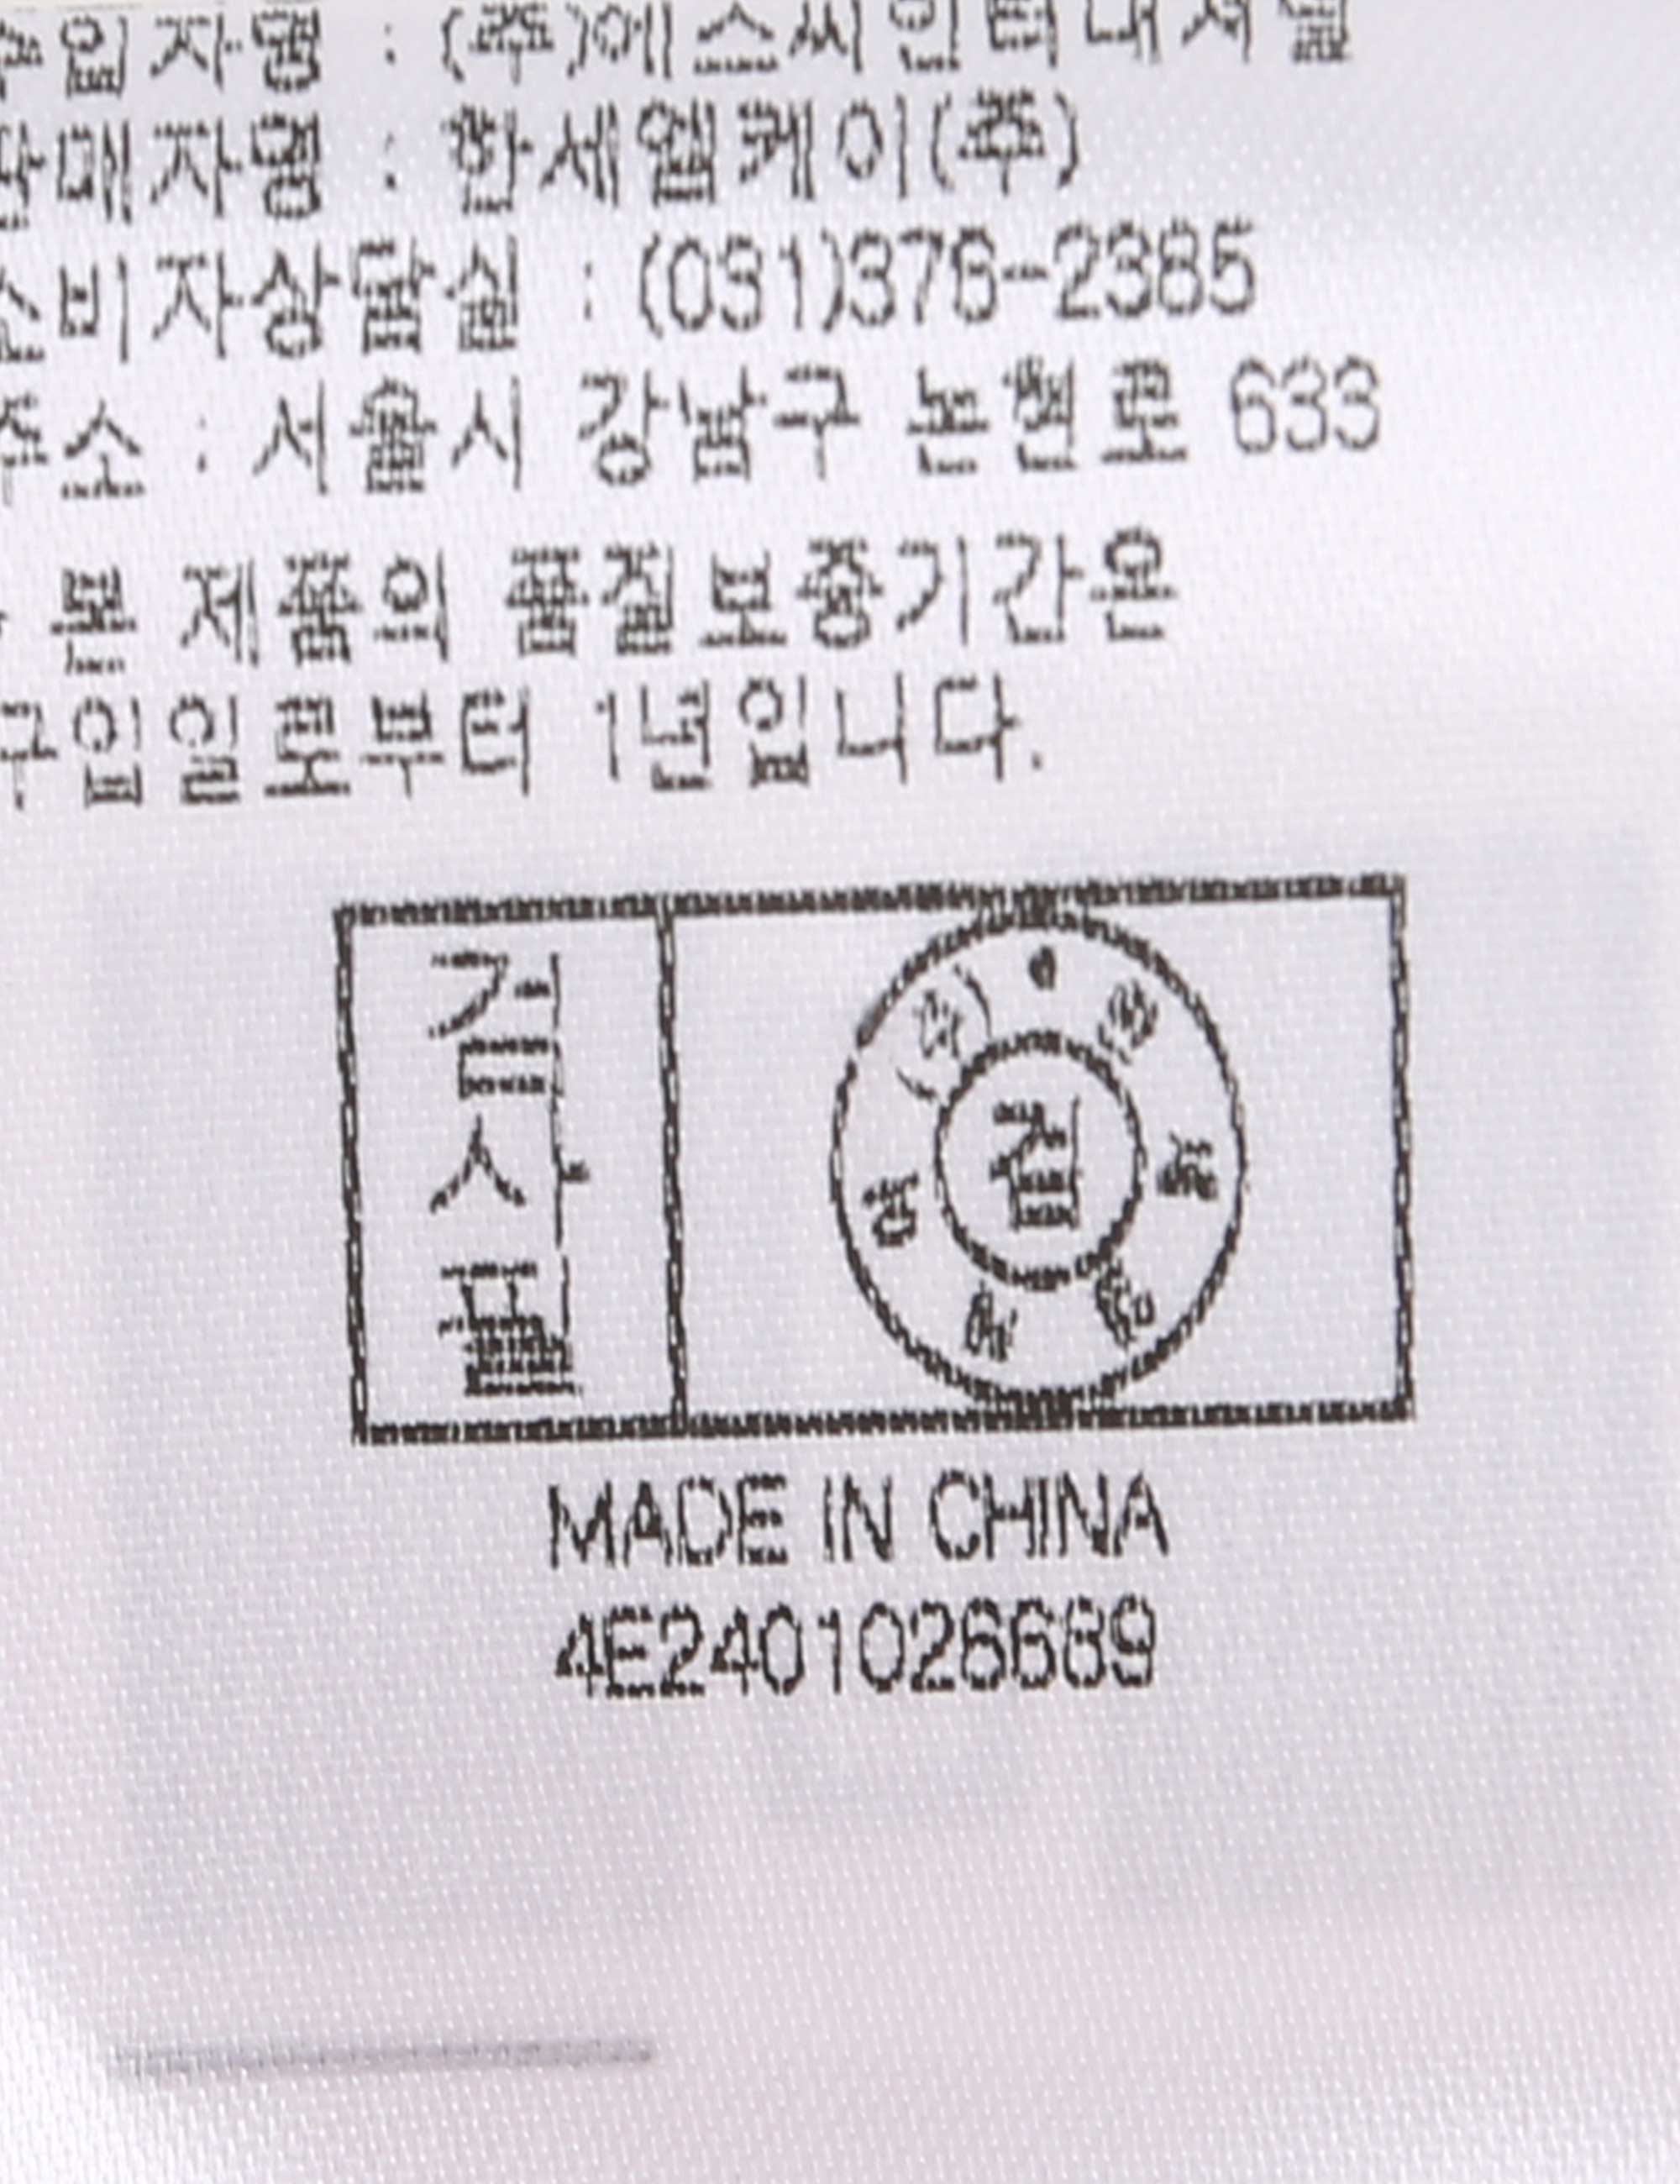 수입자명 : (주)에스씨인터내셔널
판매자명 : 한세엠케이(주)
소비자상담실 : (031)376-2385
주소 : 서울시 강남구 논현로 633
본 제품의 품질보증기간은
구입일로부터 1년입니다.
검사필
검
MADE IN CHINA
4E2401026669